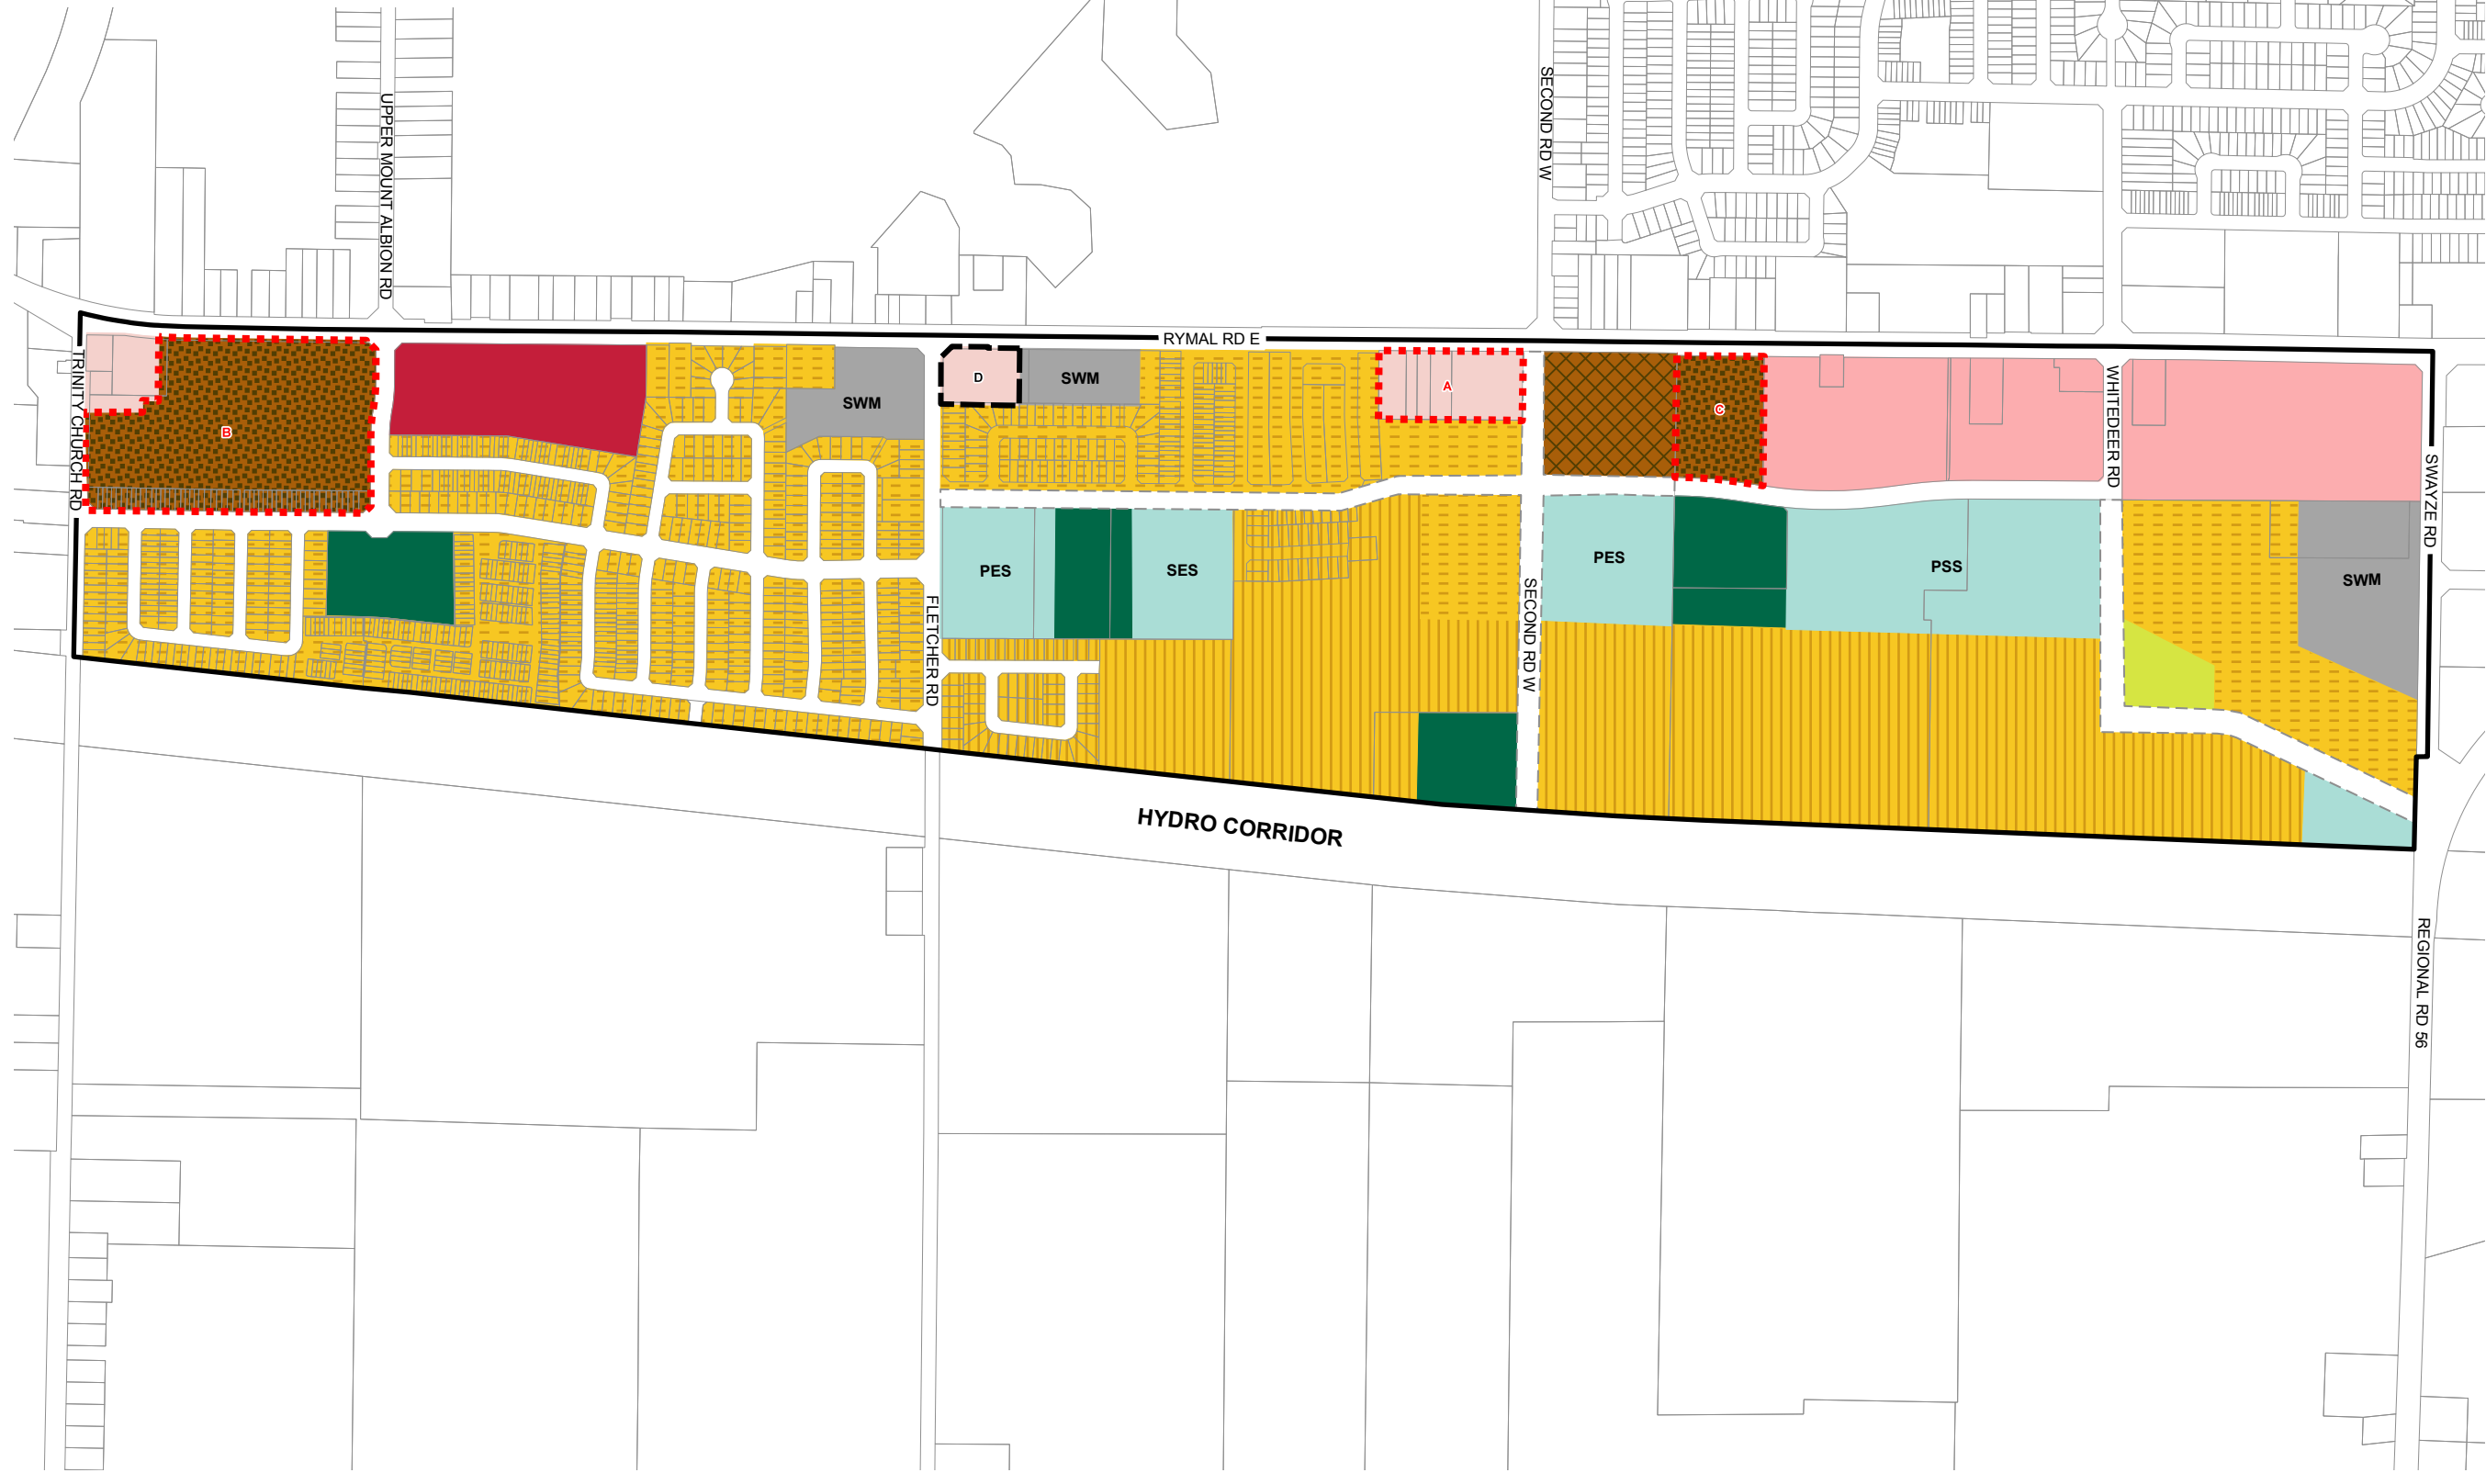 UPPER MOUNT ALBION RD
SECOND RD W
RYMAL RD E
TRINITY CHURCH RD
B
SWM
D
SWM
A
C
WHITEDEER RD
SWAYZE RD
PES
SES
FLETCHER RD
SECOND RD W
PES
PSS
SWM
HYDRO CORRIDOR
REGIONAL RD 56